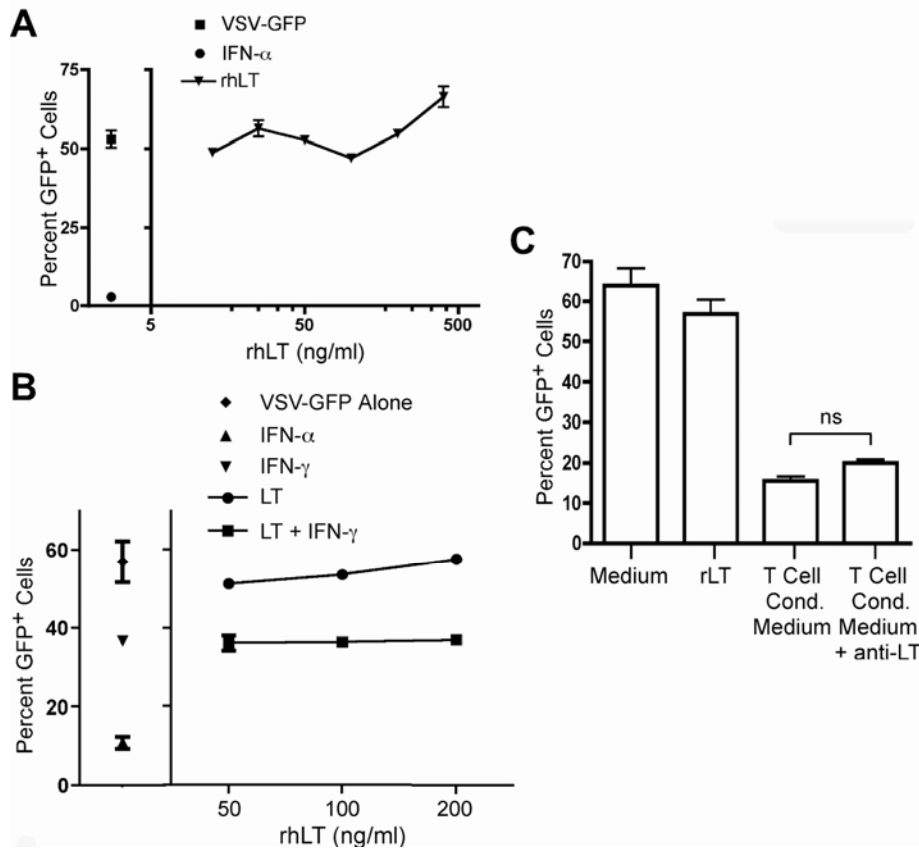 A
VSV-GFP
IFN-α
rhLT
75
50
25
0
Percent GFP+ Cells
5
50
500
rhLT (ng/ml)
B
VSV-GFP Alone
IFN-α
IFN-γ
LT
LT + IFN-γ
60
40
20
0
Percent GFP+ Cells
50
100
200
rhLT (ng/ml)
C
70
60
50
40
30
20
10
0
Percent GFP+ Cells
ns
Medium
rLT
T Cell
Cond.
Medium
T Cell
Cond.
Medium
+ anti-LT